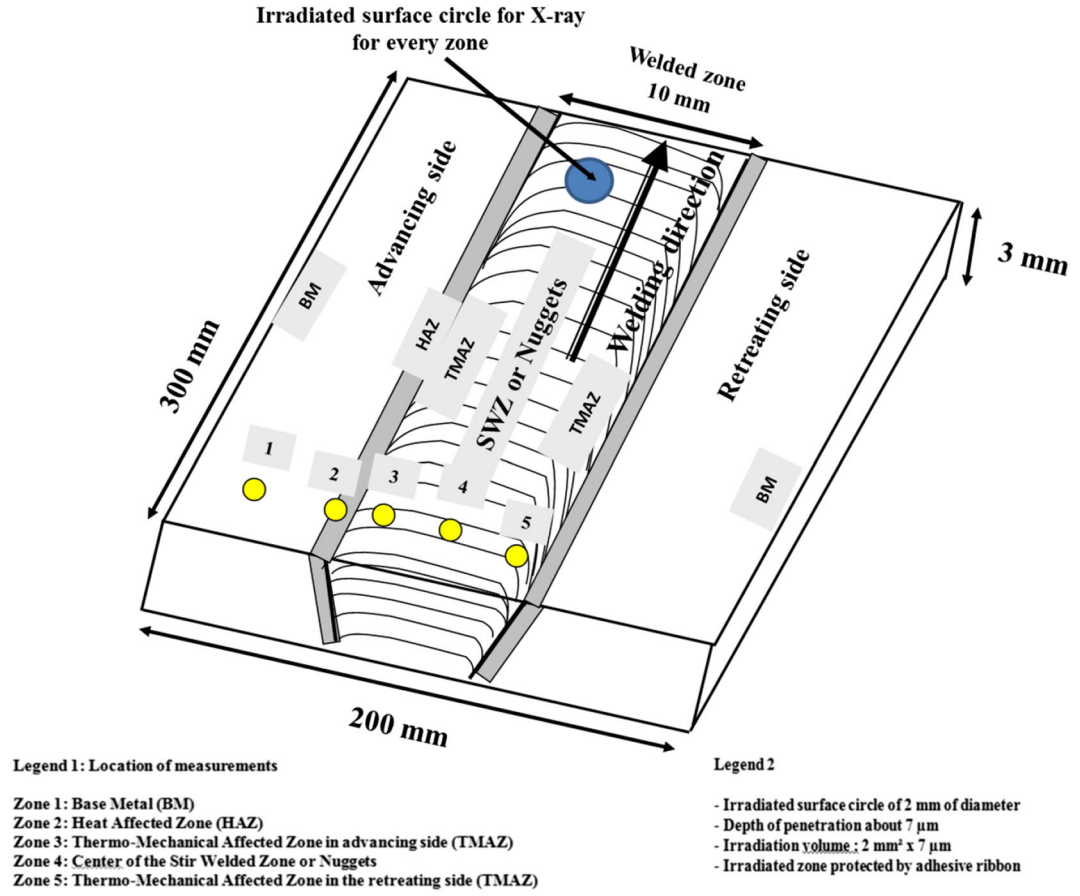 Irradiated surface circle for X-ray
for every zone
Welded zone
10 mm
Advancing side
Welding direction
3 mm
BM
Retreating side
HAZ
TMAZ
SWZ or Nuggets
300 mm
TMAZ
1
2
3
4
5
BM
200 mm
Legend 1: Location of measurements
Zone 1: Base Metal (BM)
Zone 2: Heat Affected Zone (HAZ)
Zone 3: Thermo-Mechanical Affected Zone in advancing side (TMAZ)
Zone 4: Center of the Stir Welded Zone or Nuggets
Zone 5: Thermo-Mechanical Affected Zone in the retreating side (TMAZ)
Legend 2
- Irradiated surface circle of 2 mm of diameter
- Depth of penetration about 7 µm
- Irradiation volume : 2 mm² x 7 µm
- Irradiated zone protected by adhesive ribbon